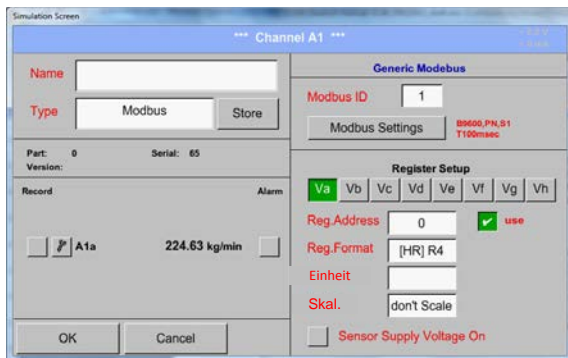 Simulation Screen
*** Channel A1 ***
Name
Type
Modbus
Store
Part: 0 Serial: 65
Version:
Record Alarm
A1a 224.63 kg/min
OK
Cancel
Generic Modebus
Modbus ID
1
Modbus Settings
B9600,PN,S1
T100msec
Register Setup
Va Vb Vc Vd Ve Vf Vg Vh
Reg.Address 0 use
Reg.Format [HR] R4
Einheit
Skal. don't Scale
Sensor Supply Voltage On